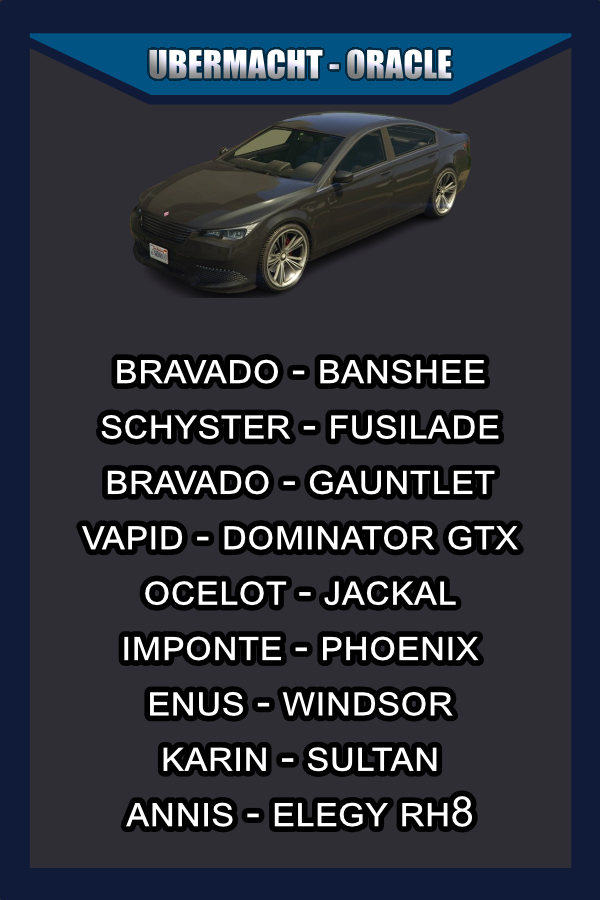 UBERMACHT - ORACLE
BRAVADO - BANSHEE
SCHYSTER - FUSILADE
BRAVADO - GAUNTLET
VAPID - DOMINATOR GTX
OCELOT - JACKAL
IMPONTE - PHOENIX
ENUS - WINDSOR
KARIN - SULTAN
ANNIS - ELEGY RH8